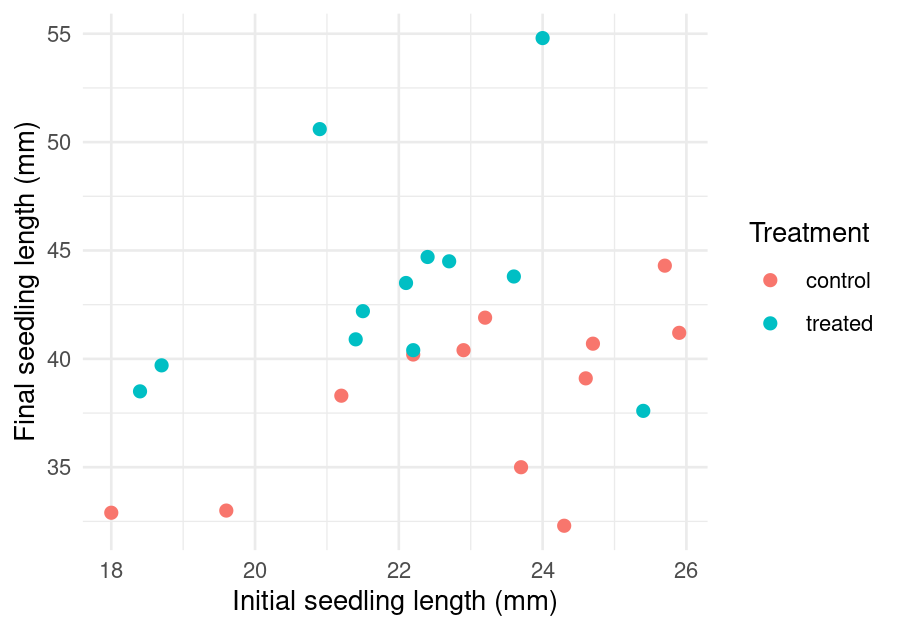 55
50
45
40
35
Final seedling length (mm)
18 20 22 24 26
Initial seedling length (mm)
Treatment
control
treated